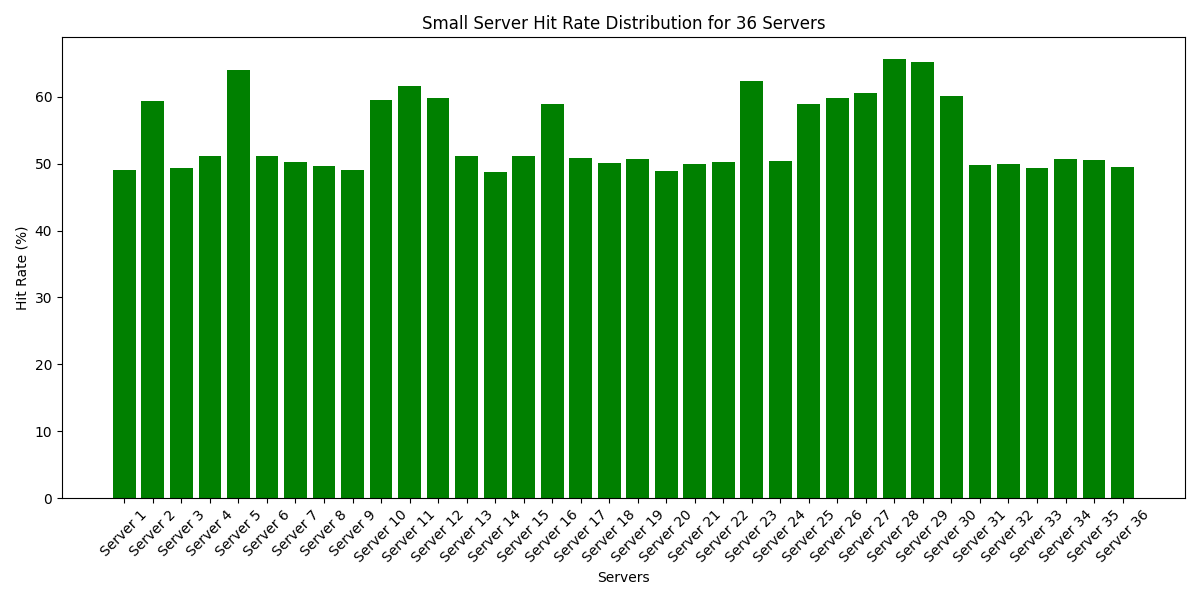 Small Server Hit Rate Distribution for 36 Servers
Hit Rate (%)
60
50
40
30
20
10
0
Server 1
Server 2
Server 3
Server 4
Server 5
Server 6
Server 7
Server 8
Server 9
Server 10
Server 11
Server 12
Server 13
Server 14
Server 15
Server 16
Server 17
Server 18
Server 19
Server 20
Server 21
Server 22
Server 23
Server 24
Server 25
Server 26
Server 27
Server 28
Server 29
Server 30
Server 31
Server 32
Server 33
Server 34
Server 35
Server 36
Servers